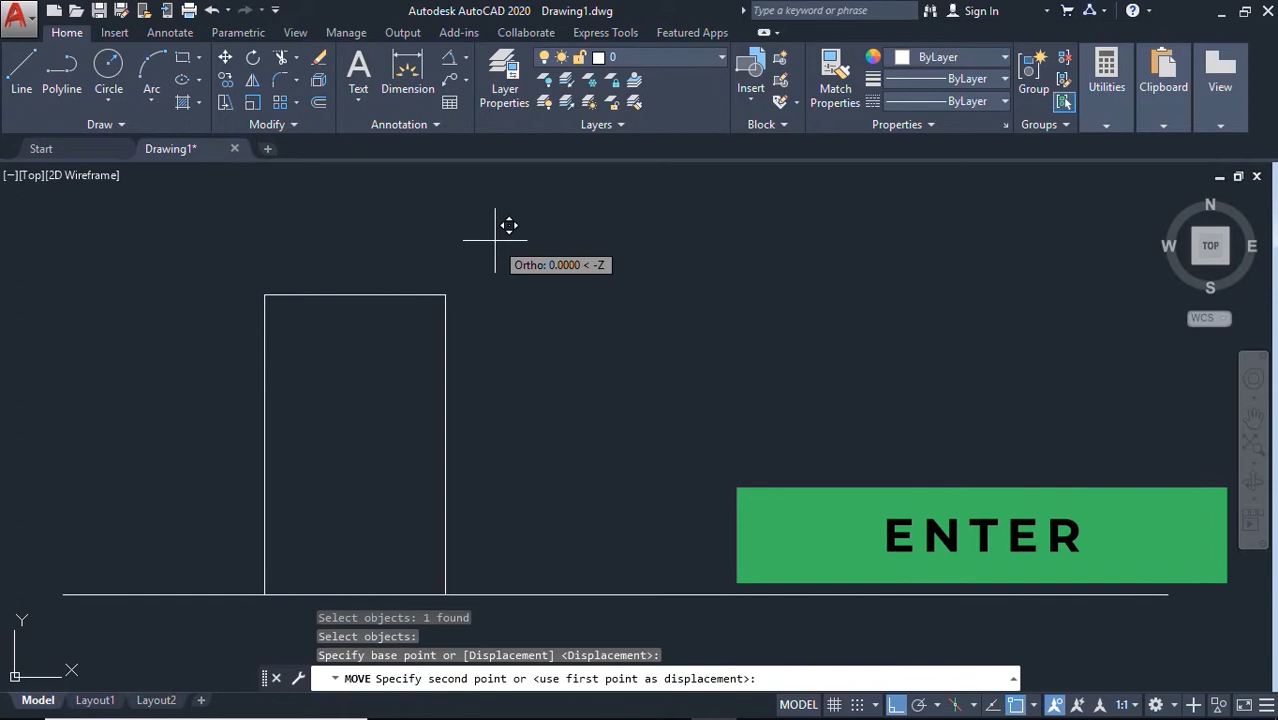 Autodesk AutoCAD 2020 Drawing1.dwg
Type a keyword or phrase
Sign In
Home Insert Annotate Parametric View Manage Output Add-ins Collaborate Express Tools Featured Apps
Line
Polyline
Circle
Arc
Text
Dimension
Layer
Properties
0
Insert
Match
Properties
ByLayer
ByLayer
ByLayer
Group
Utilities
Clipboard
View
Draw
Modify
Annotation
Layers
Block
Properties
Groups
Start
Drawing1*
[−][Top][2D Wireframe]
N
W
TOP
E
S
WCS
Ortho: 0.0000 < -Z
ENTER
Y
X
Select objects: 1 found
Select objects:
Specify base point or [Displacement] <Displacement>:
MOVE Specify second point or <use first point as displacement>:
Model
Layout1
Layout2
MODEL
1:1